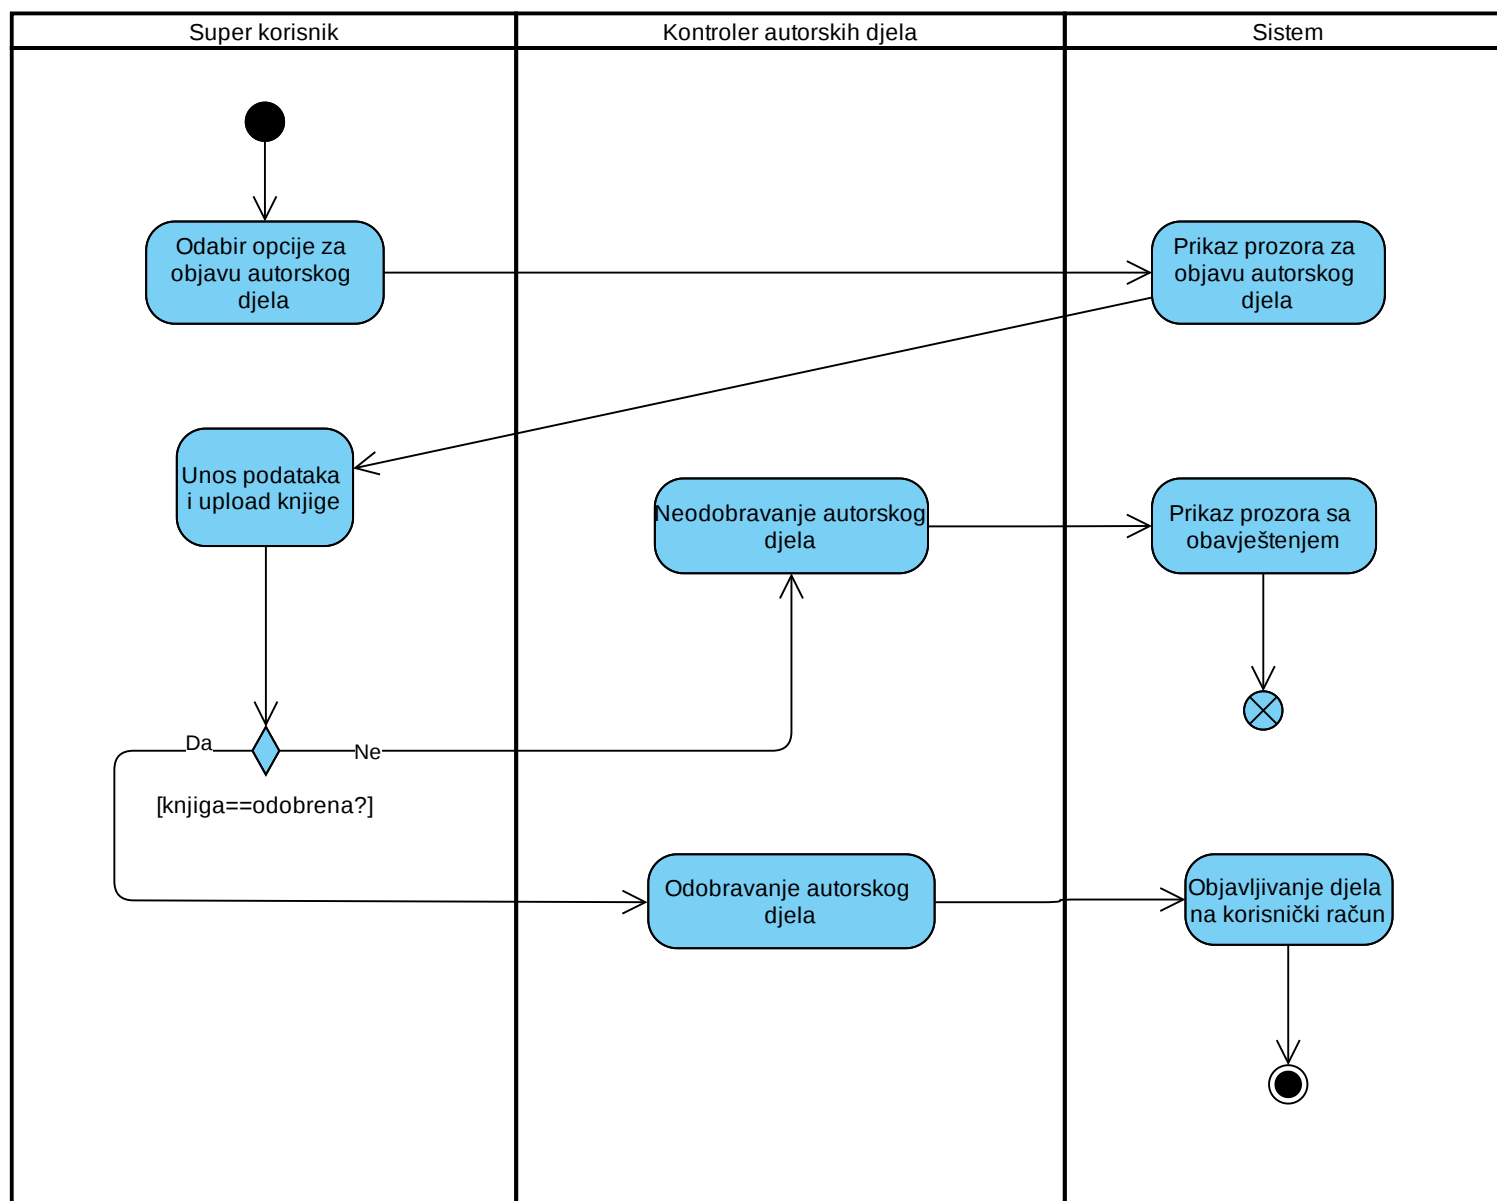 Super korisnik
Kontroler autorskih djela
Sistem
Odabir opcije za
objavu autorskog
djela
Prikaz prozora za
objavu autorskog
djela
Unos podataka
i upload knjige
Neodobravanje autorskog
djela
Prikaz prozora sa
obavještenjem
Da
Ne
[knjiga==odobrena?]
Odobravanje autorskog
djela
Objavljivanje djela
na korisnički račun